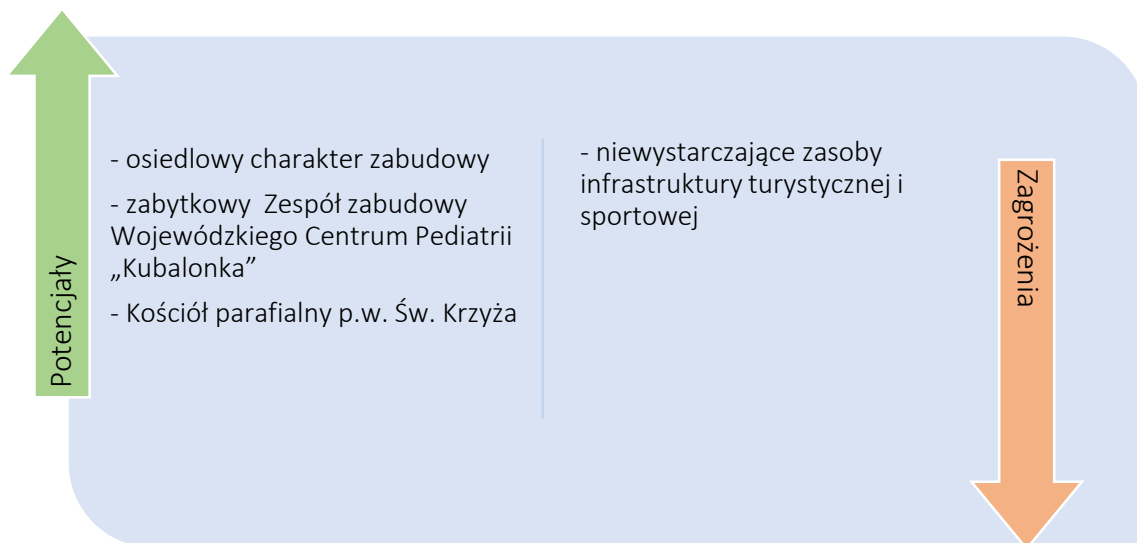 Potencjały
- osiedlowy charakter zabudowy
- zabytkowy Zespół zabudowy
Wojewódzkiego Centrum Pediatrii
„Kubalonka”
- Kościół parafialny p.w. Św. Krzyża
- niewystarczające zasoby
infrastruktury turystycznej i
sportowej
Zagrożenia